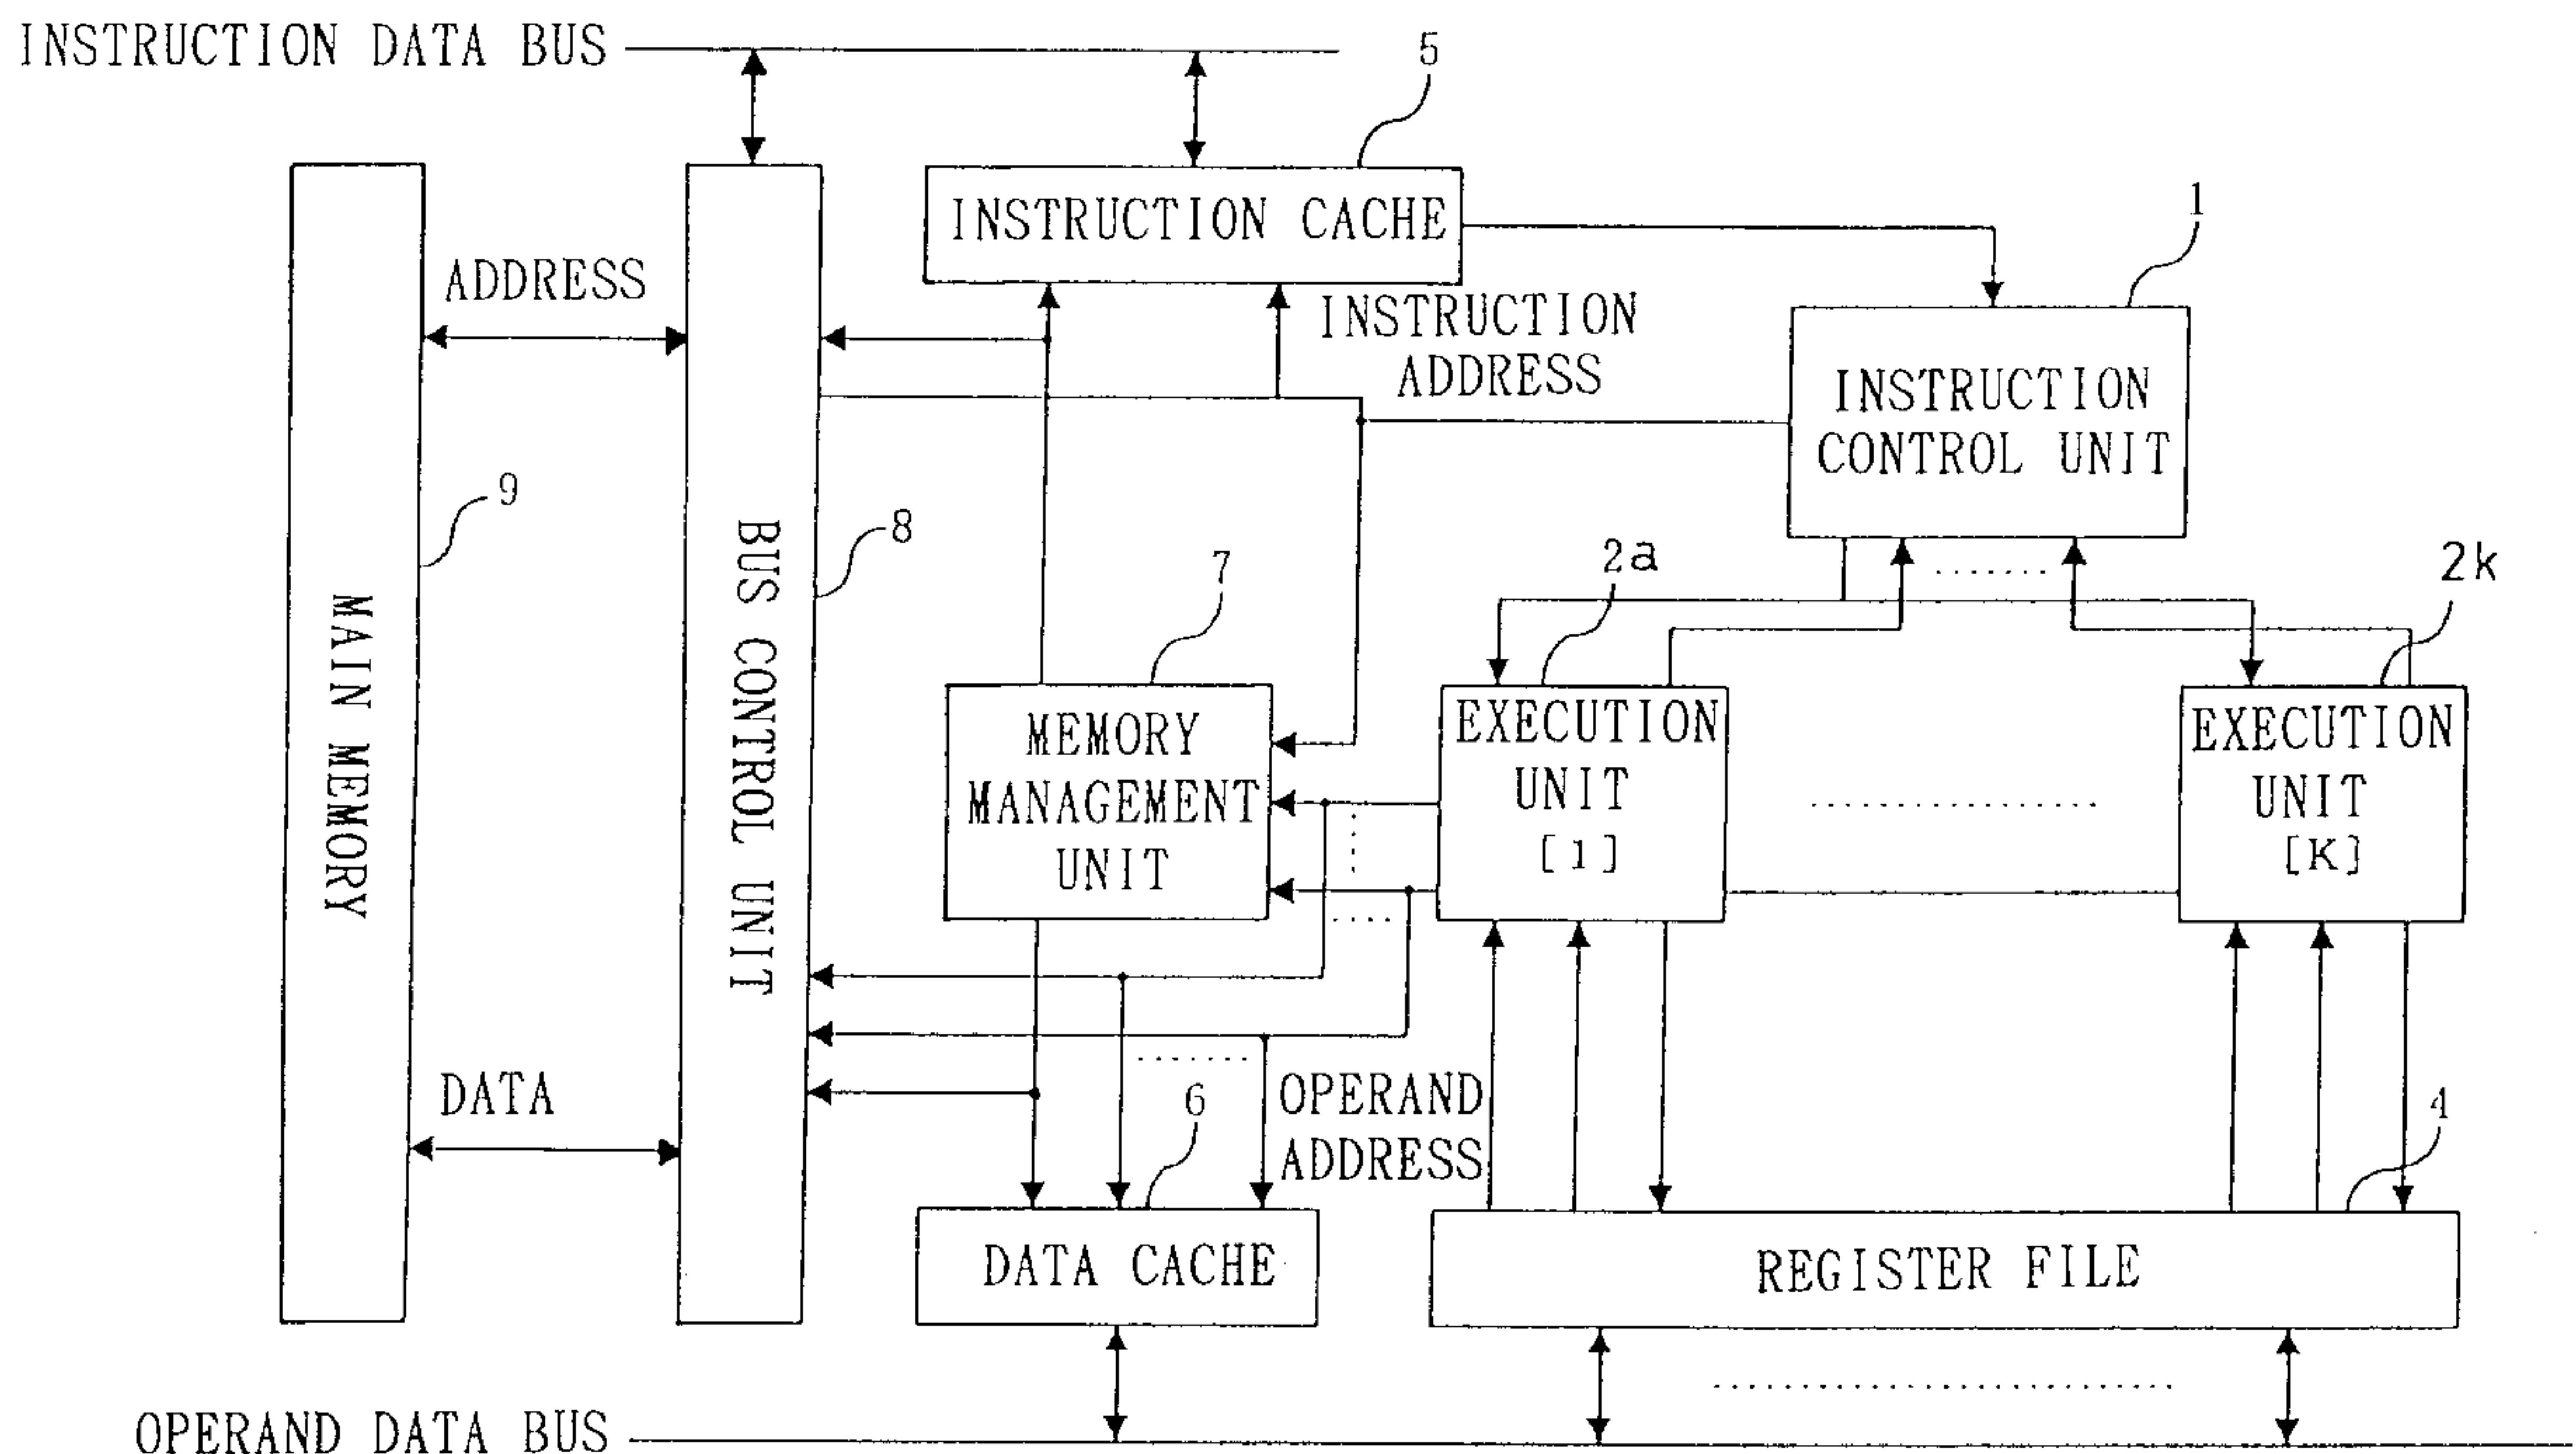 INSTRUCTION DATA BUS
5
INSTRUCTION CACHE
1
ADDRESS
INSTRUCTION
ADDRESS
INSTRUCTION
CONTROL UNIT
9
8
7
2a
2k
MAIN MEMORY
BUS CONTROL UNIT
MEMORY
MANAGEMENT
UNIT
EXECUTION
UNIT
[1]
EXECUTION
UNIT
[K]
DATA
6
OPERAND
ADDRESS
4
DATA CACHE
REGISTER FILE
OPERAND DATA BUS